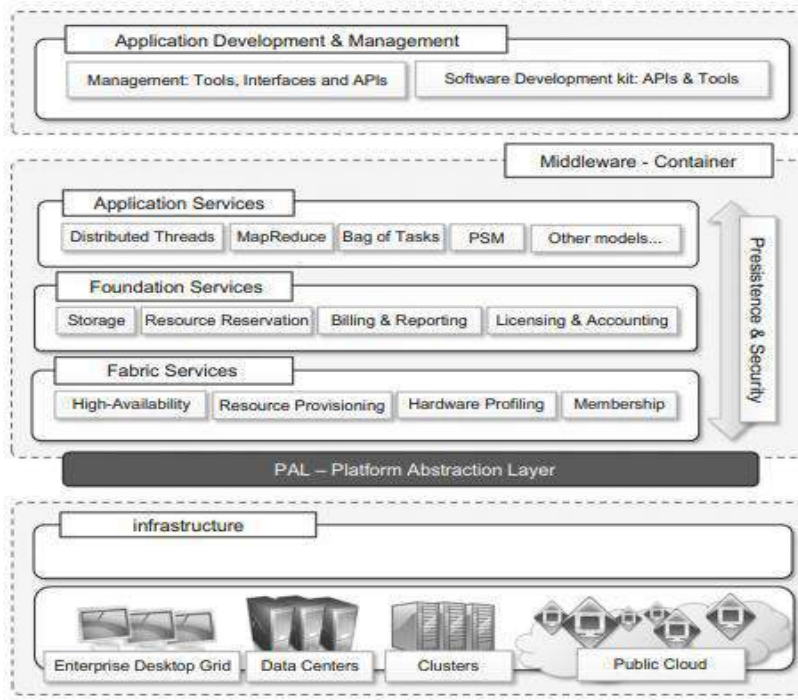 Application Development & Management
Management: Tools, Interfaces and APIs
Software Development kit: APIs & Tools
Middleware - Container
Application Services
Distributed Threads
MapReduce
Bag of Tasks
PSM
Other models...
Presistence & Security
Foundation Services
Storage
Resource Reservation
Billing & Reporting
Licensing & Accounting
Fabric Services
High-Availability
Resource Provisioning
Hardware Profiling
Membership
PAL – Platform Abstraction Layer
infrastructure
Enterprise Desktop Grid
Data Centers
Clusters
Public Cloud